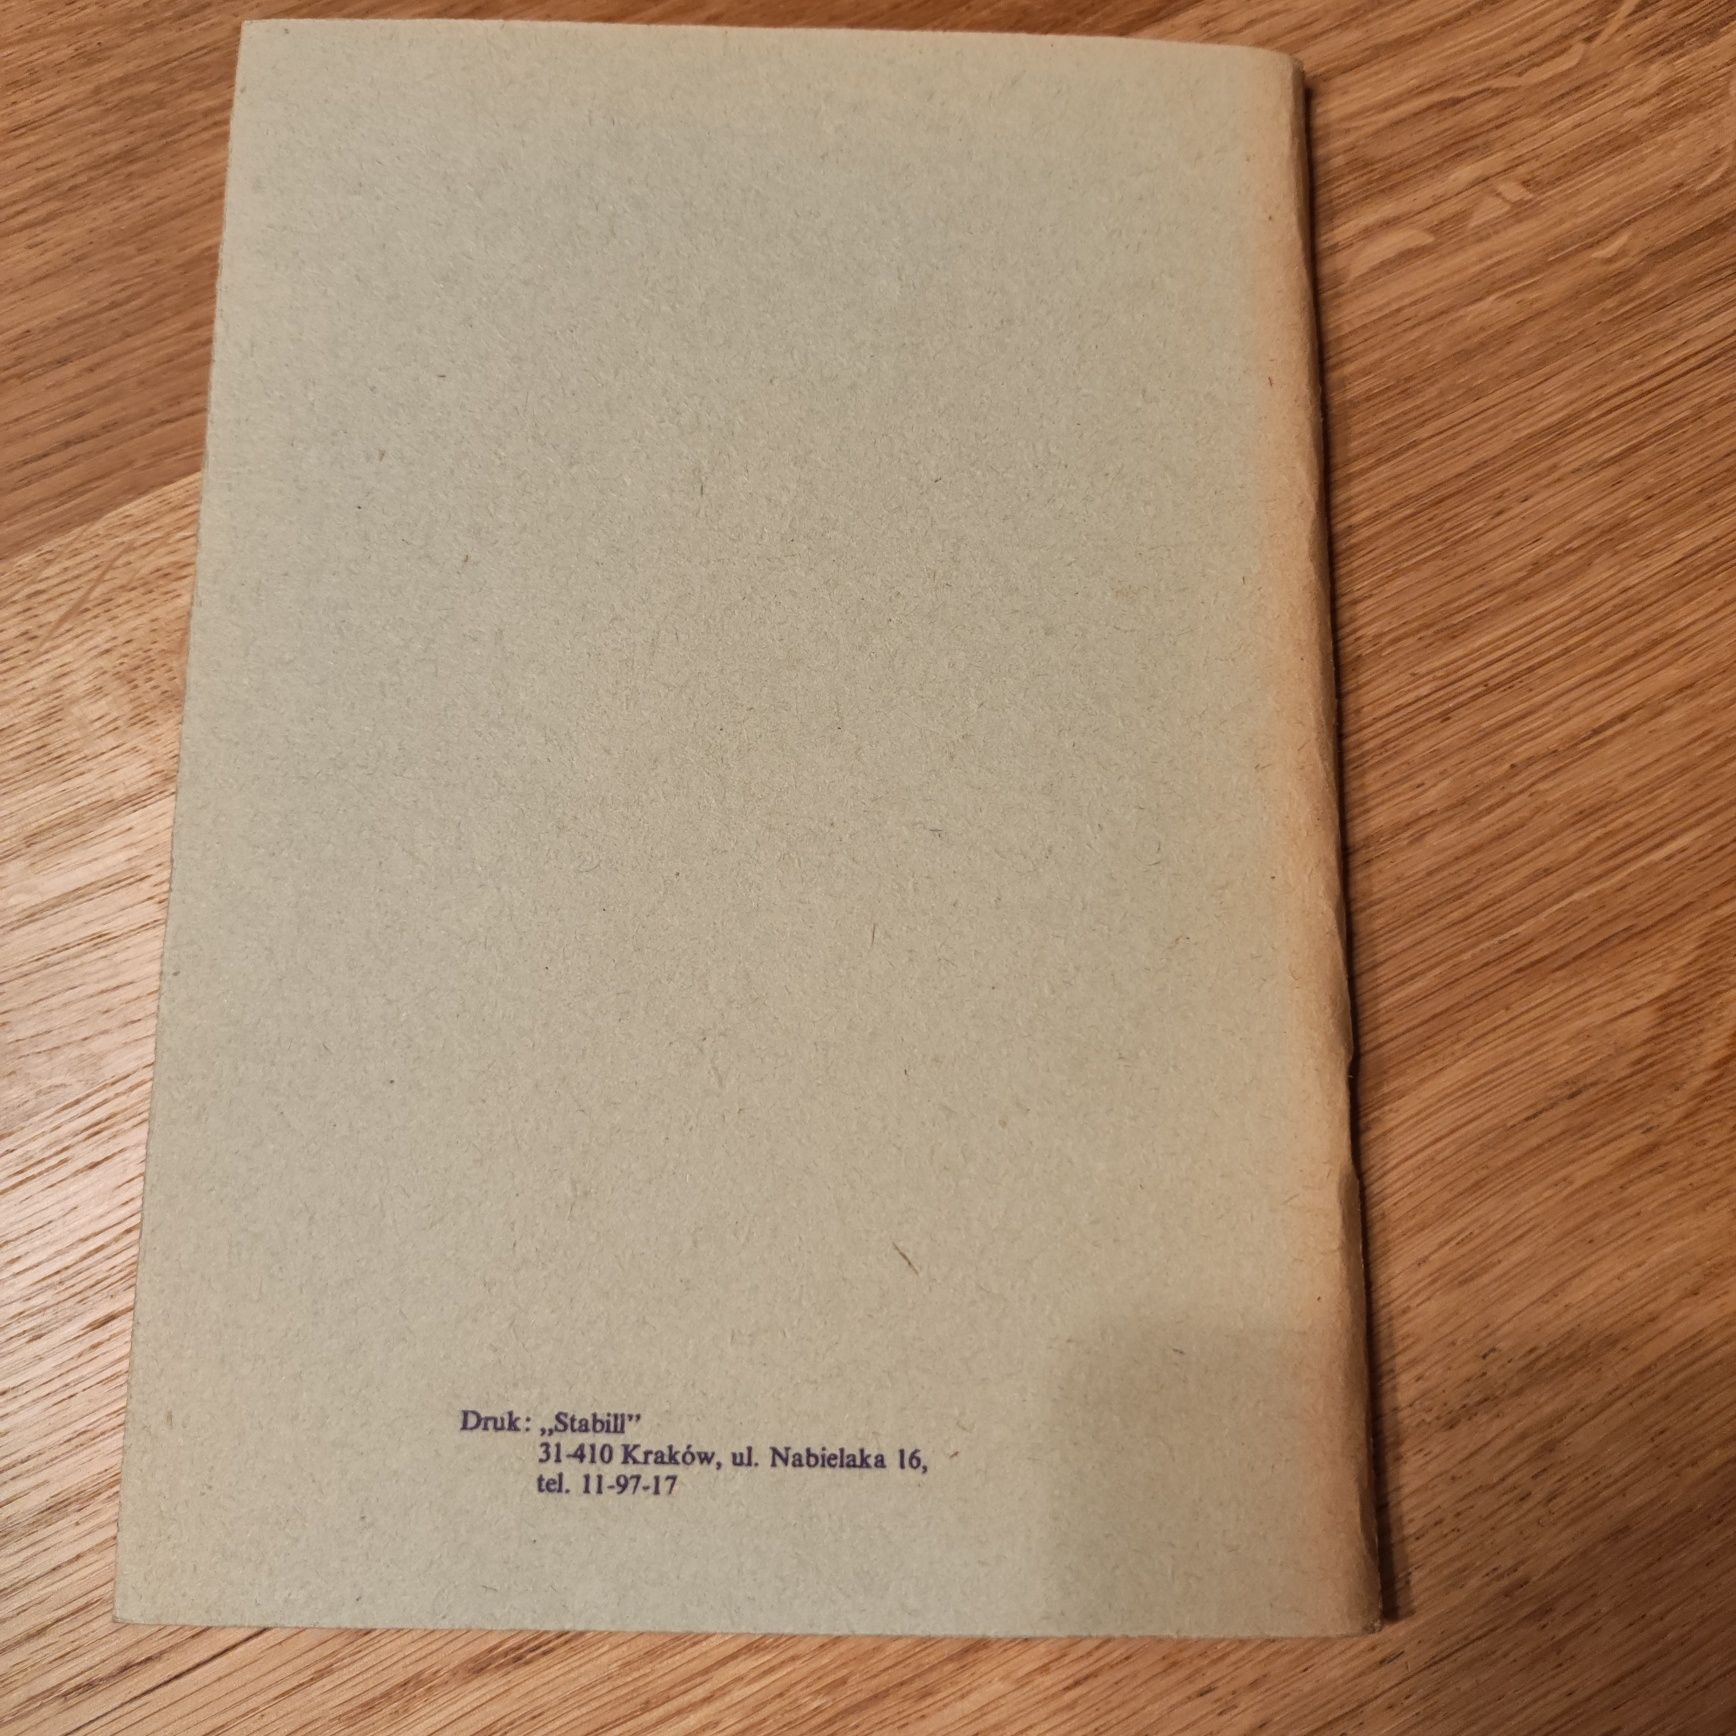 Druk: „Stabill”
31-410 Kraków, ul. Nabielaka 16,
tel. 11-97-17